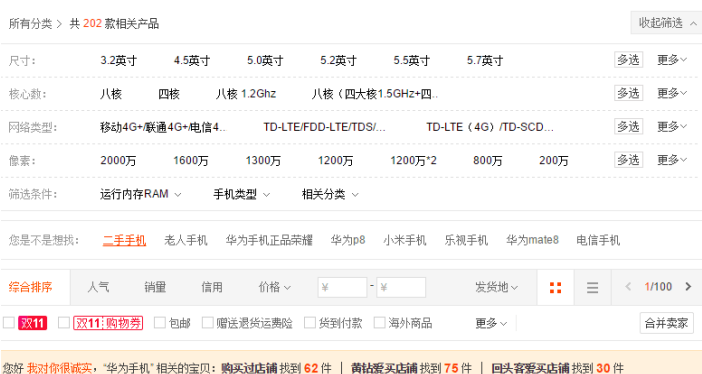 所有分类 > 共 202 款相关产品 收起筛选
尺寸: 3.2英寸 4.5英寸 5.0英寸 5.2英寸 5.5英寸 5.7英寸 多选 更多
核心数: 八核 四核 八核 1.2Ghz 八核(四大核1.5GHz+四.. 多选 更多
网络类型: 移动4G+/联通4G+/电信4.. TD-LTE/FDD-LTE/TDS/... TD-LTE(4G)/TD-SCD... 多选 更多
像素: 2000万 1600万 1300万 1200万 1200万*2 800万 200万 多选 更多
筛选条件: 运行内存RAM 手机类型 相关分类
您是不是想找: 二手手机 老人手机 华为手机正品荣耀 华为p8 小米手机 乐视手机 华为mate8 电信手机
综合排序 人气 销量 信用 价格 ¥ - ¥ 发货地 < 1/100 >
双11 双11购物券 包邮 赠送退货运费险 货到付款 海外商品 更多 合并卖家
您好 我对你很诚实，“华为手机”相关的宝贝：购买过店铺 找到 62 件 | 黄钻爱买店铺 找到 75 件 | 回头客爱买店铺 找到 30 件